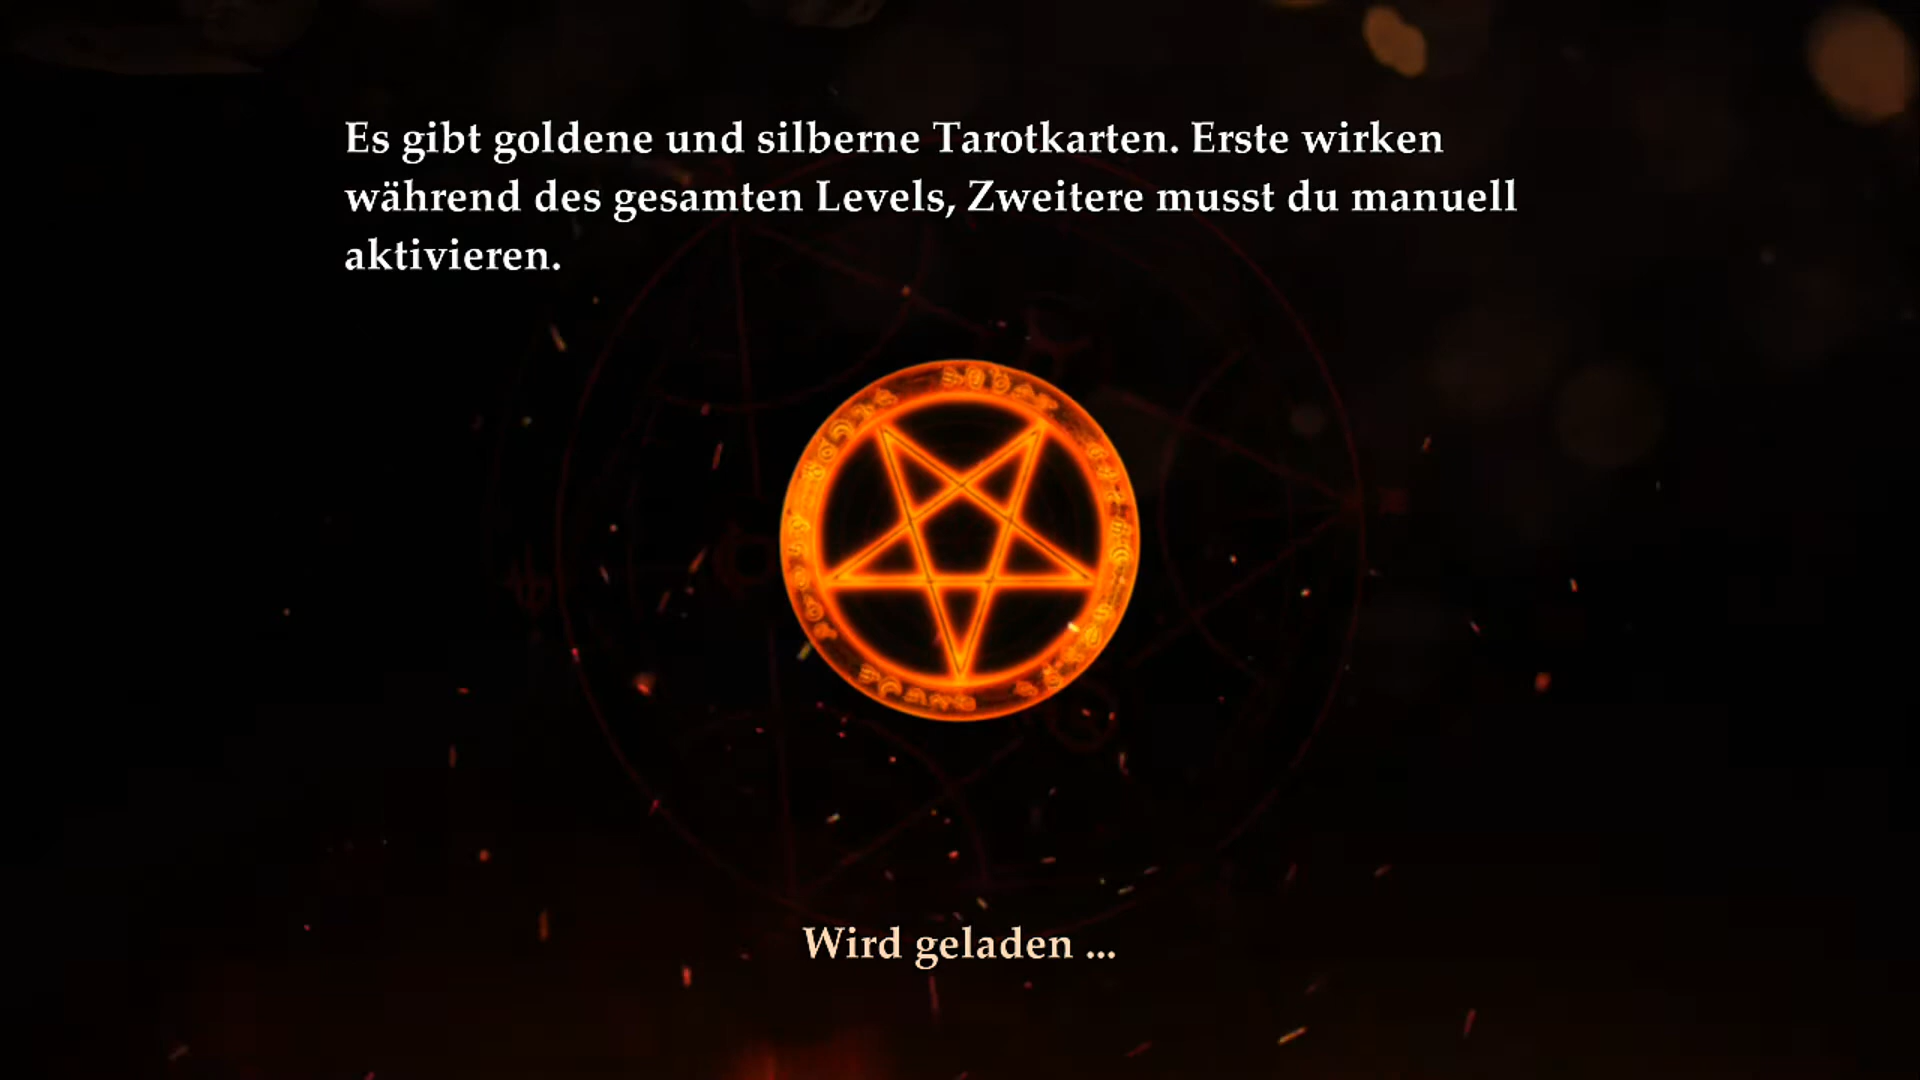 Es gibt goldene und silberne Tarotkarten. Erste wirken
während des gesamten Levels, Zweitere musst du manuell
aktivieren.
Wird geladen ...